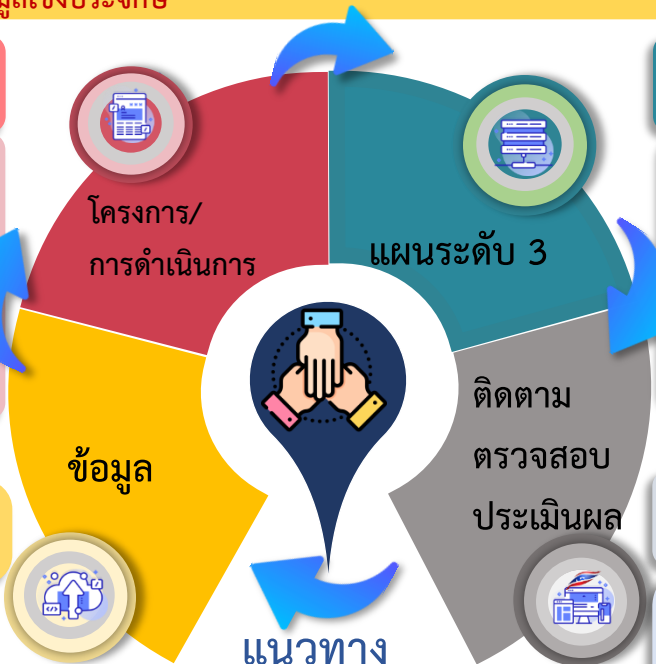 โครงการ/
การดำเนินการ
แผนระดับ 3
ข้อมูล
ติดตาม
ตรวจสอบ
ประเมินผล
แนวทาง